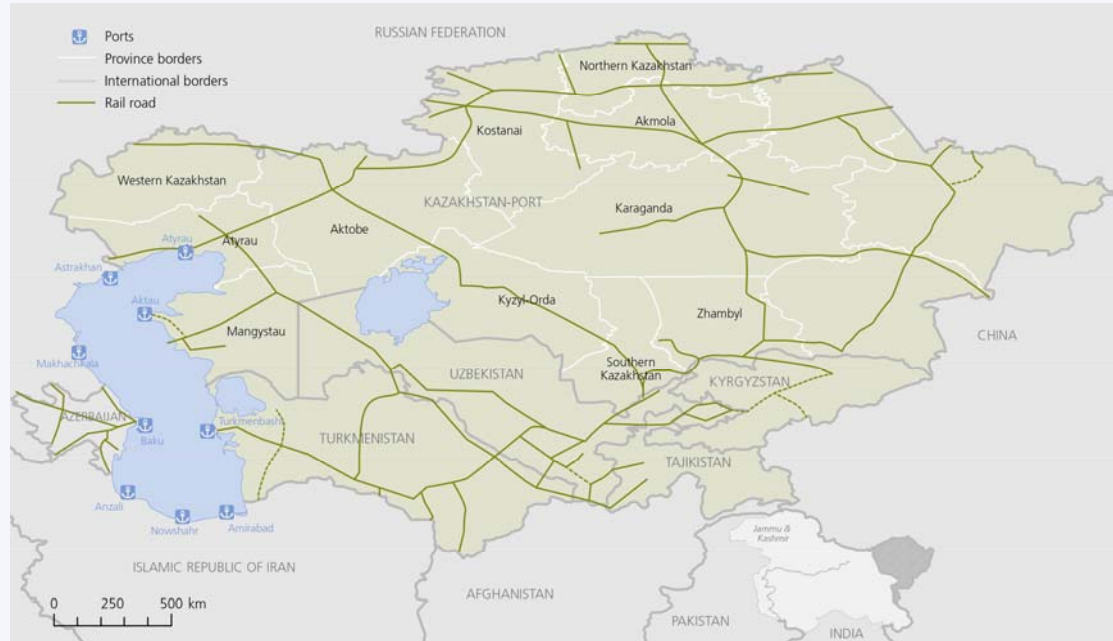 RUSSIAN FEDERATION
Ports
Province borders
International borders
Rail road
Northern Kazakhstan
Kostanai
Akmola
Western Kazakhstan
KAZAKHSTAN-PORT
Karaganda
Aktobe
Atyrau
Atyrau
Astrakhan
Aktau
Kyzyl-Orda
Zhambyl
Mangystau
CHINA
Makhachkala
Southern
Kazakhstan
UZBEKISTAN
KYRGYZSTAN
AZERBAIJAN
Baku
Turkmenbashi
TURKMENISTAN
TAJIKISTAN
Anzali
Nowshahr
Amirabad
Jammu &
Kashmir
ISLAMIC REPUBLIC OF IRAN
AFGHANISTAN
PAKISTAN
INDIA
0 250 500 km